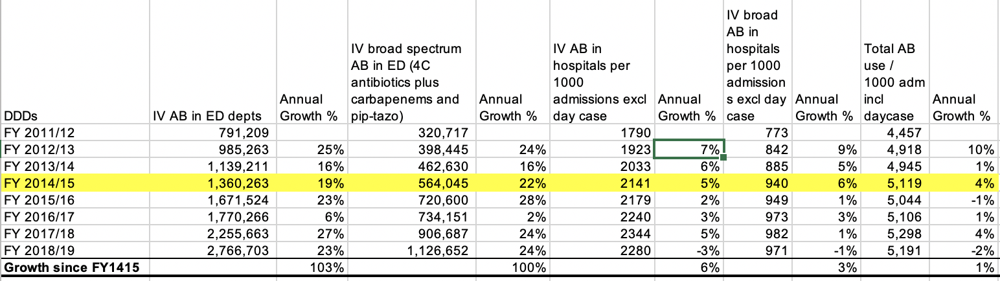 DDDs IV AB in ED depts Annual Growth % IV broad spectrum AB in ED (4C antibiotics plus carbapenems and pip-tazo) Annual Growth % IV AB in hospitals per 1000 admissions excl day case Annual Growth % IV broad AB in hospitals per 1000 admission s excl day case Annual Growth % Total AB use / 1000 adm incl daycase Annual Growth %
FY 2011/12 791,209 320,717 1790 773 4,457
FY 2012/13 985,263 25% 398,445 24% 1923 7% 842 9% 4,918 10%
FY 2013/14 1,139,211 16% 462,630 16% 2033 6% 885 5% 4,945 1%
FY 2014/15 1,360,263 19% 564,045 22% 2141 5% 940 6% 5,119 4%
FY 2015/16 1,671,524 23% 720,600 28% 2179 2% 949 1% 5,044 -1%
FY 2016/17 1,770,266 6% 734,151 2% 2240 3% 973 3% 5,106 1%
FY 2017/18 2,255,663 27% 906,687 24% 2344 5% 982 1% 5,298 4%
FY 2018/19 2,766,703 23% 1,126,652 24% 2280 -3% 971 -1% 5,191 -2%
Growth since FY1415 103% 100% 6% 3% 1%